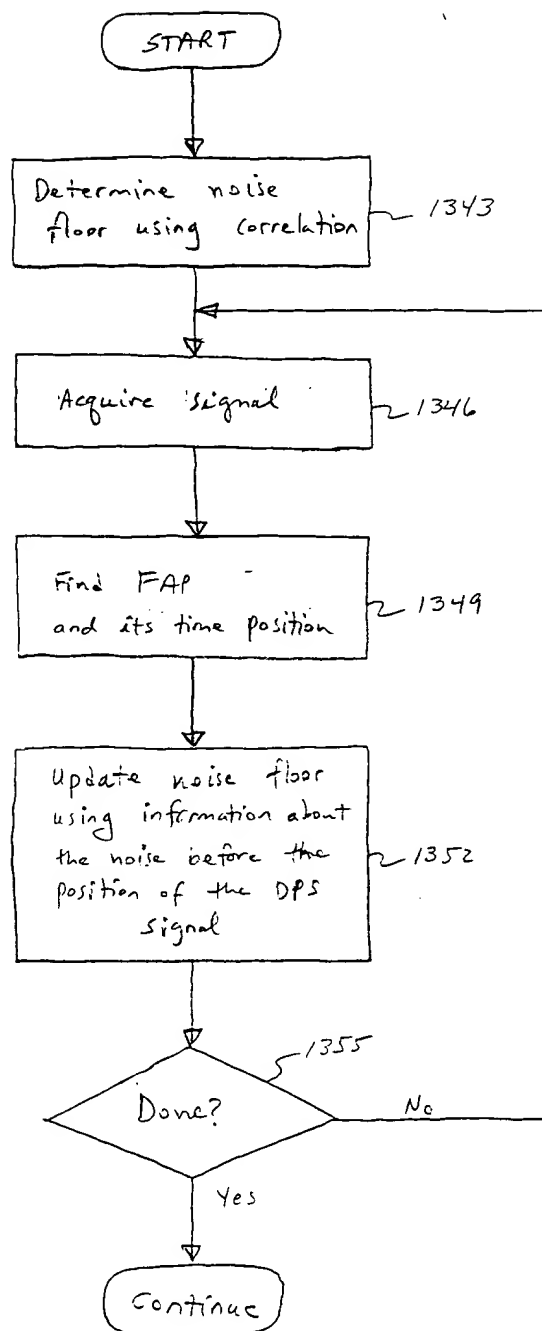 START
Determine noise
floor using correlation
1343
Acquire signal
1346
Find FAP
and its time position
1349
Update noise floor
using information about
the noise before the
position of the DPS
signal
1352
1355
Done?
No
Yes
Continue